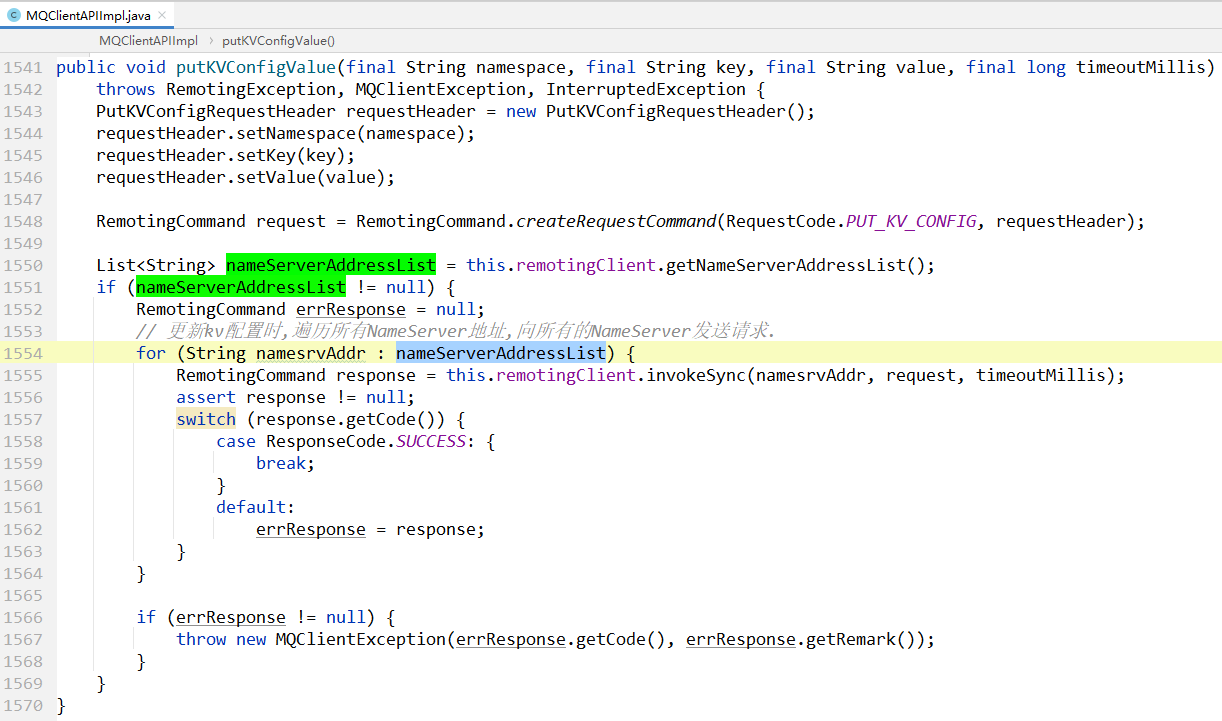 MQClientAPIImpl.java
MQClientAPIImpl > putKVConfigValue()
1541 public void putKVConfigValue(final String namespace, final String key, final String value, final long timeoutMillis)
1542     throws RemotingException, MQClientException, InterruptedException {
1543     PutKVConfigRequestHeader requestHeader = new PutKVConfigRequestHeader();
1544     requestHeader.setNamespace(namespace);
1545     requestHeader.setKey(key);
1546     requestHeader.setValue(value);
1547
1548     RemotingCommand request = RemotingCommand.createRequestCommand(RequestCode.PUT_KV_CONFIG, requestHeader);
1549
1550     List<String> nameServerAddressList = this.remotingClient.getNameServerAddressList();
1551     if (nameServerAddressList != null) {
1552         RemotingCommand errResponse = null;
1553         // 更新kv配置时,遍历所有NameServer地址,向所有的NameServer发送请求.
1554         for (String namesrvAddr : nameServerAddressList) {
1555             RemotingCommand response = this.remotingClient.invokeSync(namesrvAddr, request, timeoutMillis);
1556             assert response != null;
1557             switch (response.getCode()) {
1558                 case ResponseCode.SUCCESS: {
1559                     break;
1560                 }
1561                 default:
1562                     errResponse = response;
1563             }
1564         }
1565
1566         if (errResponse != null) {
1567             throw new MQClientException(errResponse.getCode(), errResponse.getRemark());
1568         }
1569     }
1570 }